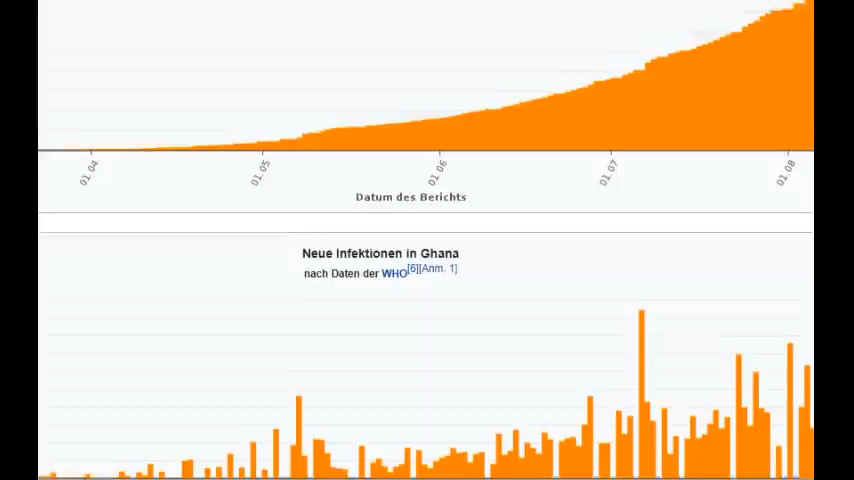 01.04
01.05
01.06
01.07
01.08
Datum des Berichts
Neue Infektionen in Ghana
nach Daten der WHO[6][Anm. 1]